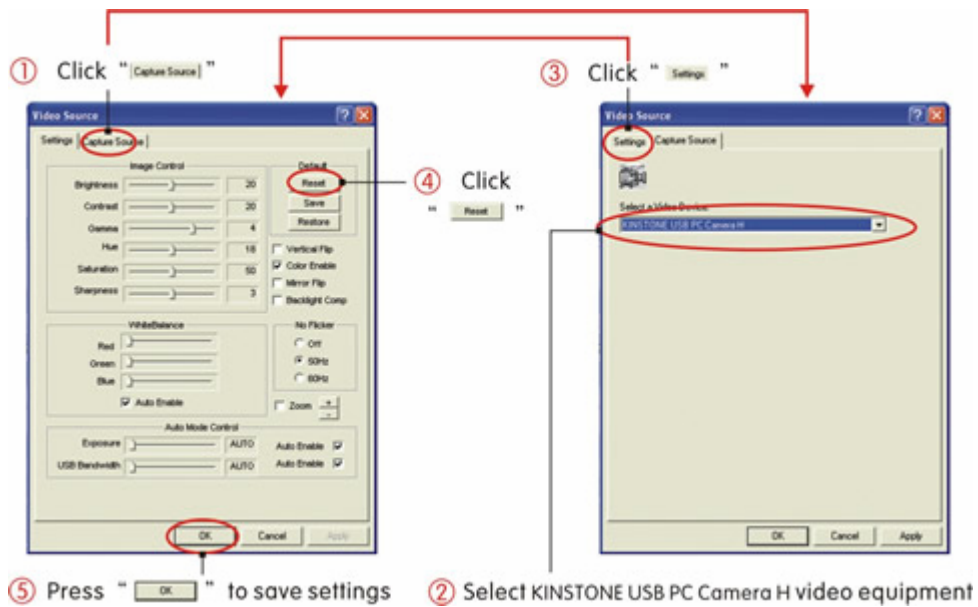 ① Click "Capture Source"
③ Click "Settings"
Video Source
Settings Capture Source
Image Control
Brightness 20
Contrast 20
Gamma 4
Hue 18
Saturation 50
Sharpness 3
Default
Reset
Save
Restore
Vertical Flip
Color Enable
Mirror Flip
Backlight Comp
WhiteBalance
Red
Green
Blue
Auto Enable
No Flicker
Off
50Hz
60Hz
Zoom + -
Auto Mode Control
Exposure AUTO Auto Enable
USB Bandwidth AUTO Auto Enable
OK Cancel Apply
④ Click
"Reset"
Video Source
Settings Capture Source
Select a Video Device:
KINSTONE USB PC Camera H
OK Cancel Apply
⑤ Press "OK" to save settings
② Select KINSTONE USB PC Camera H video equipment